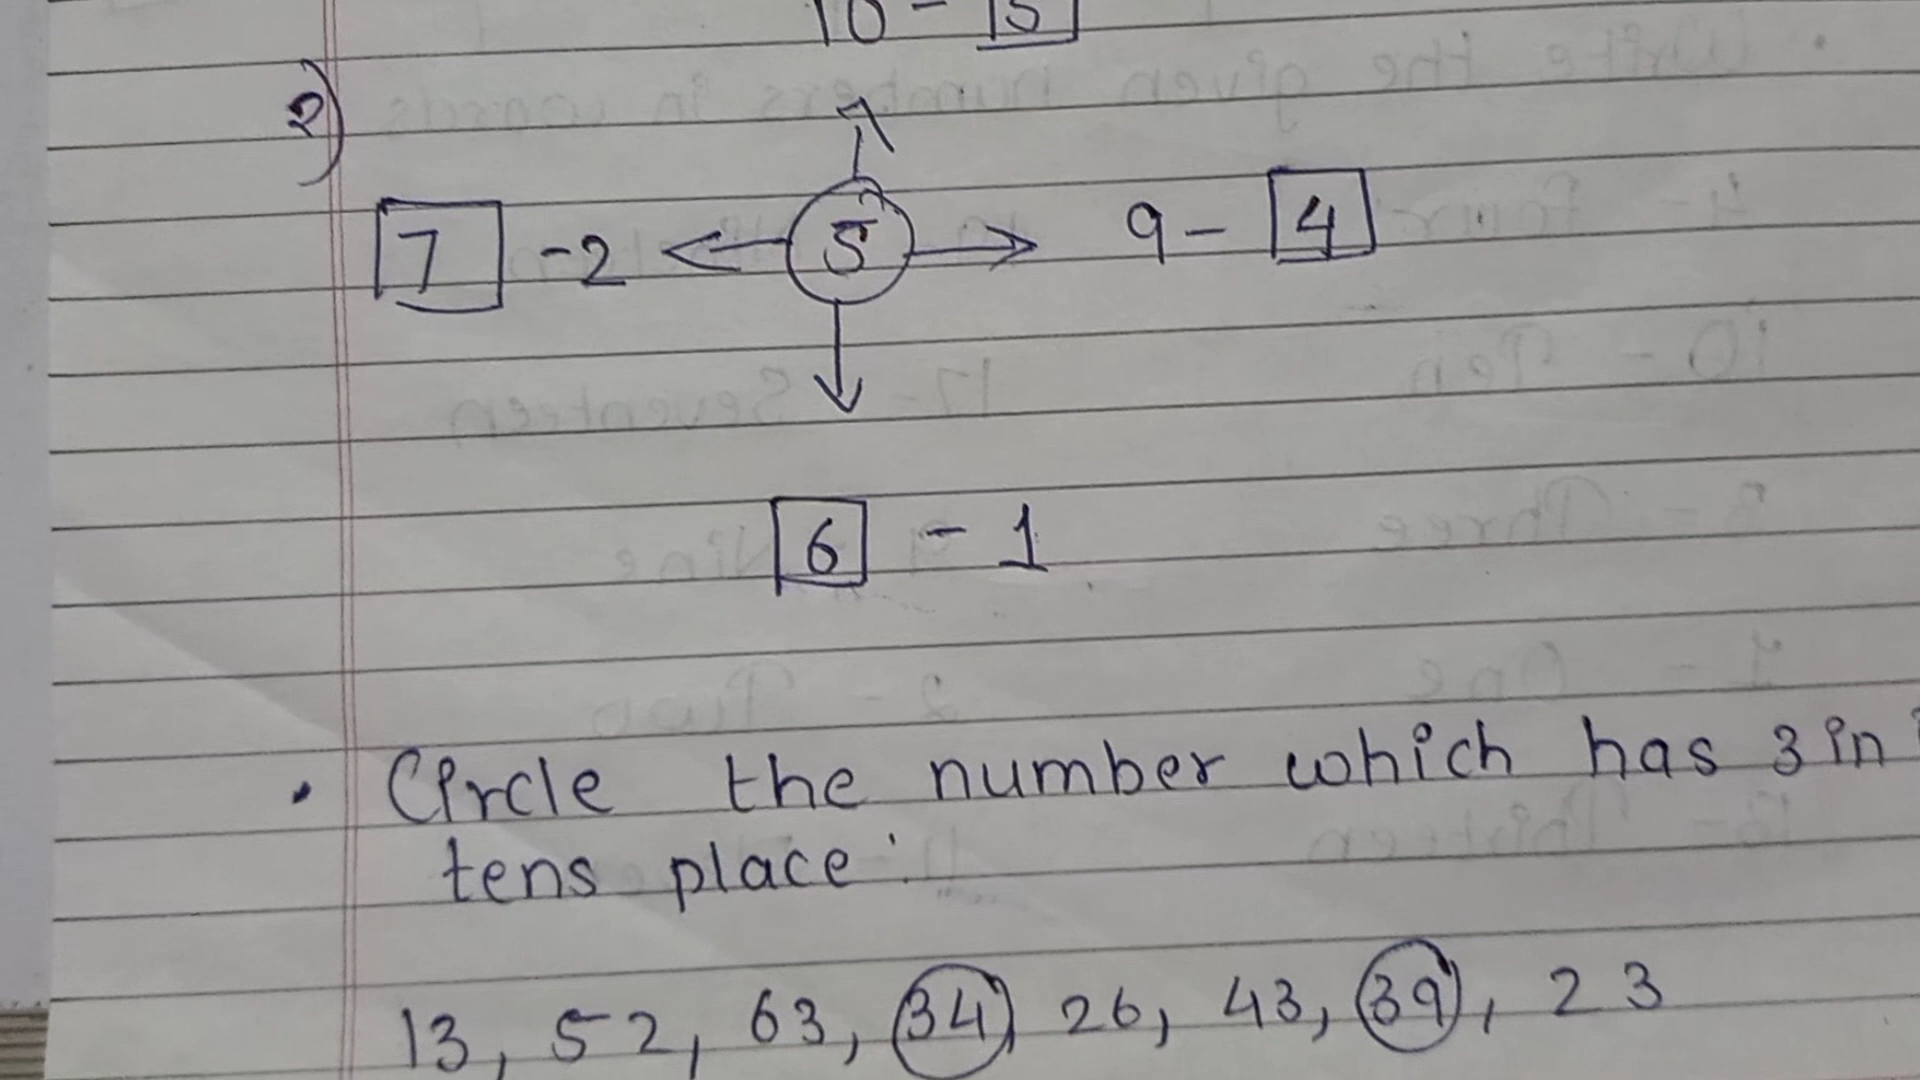 10 - 5
2)
7 - 2 5 9 - 4
6 - 1
• Circle the number which has 3 in
tens place :
13, 52, 63, 34, 26, 43, 39, 23